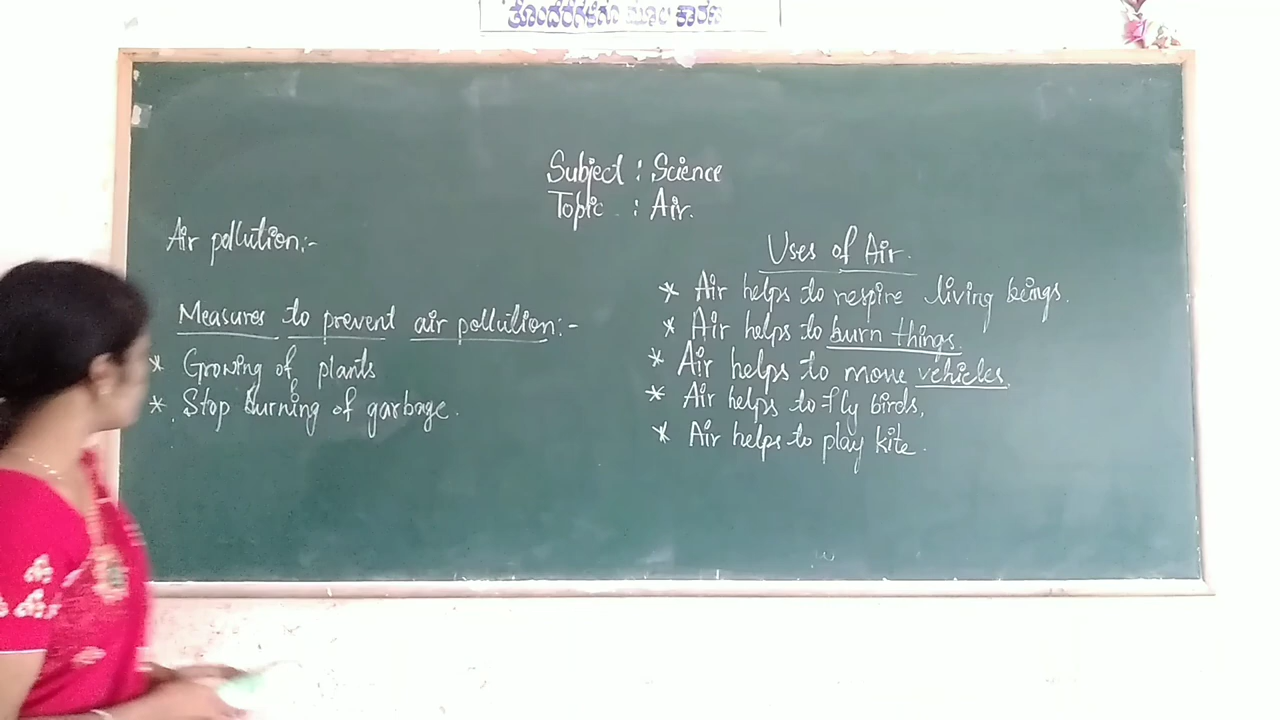 ತೊಂದರೆಗಳಿಗೂ ಮೂಲ ಕಾರಣ
Subject : Science
Topic : Air.
Air pollution:-
Measures to prevent air pollution:-
* Growing of plants
* Stop burning of garbage.
Uses of Air.
* Air helps to respire living beings.
* Air helps to burn things.
* Air helps to move vehicles.
* Air helps to fly birds,
* Air helps to play kite.